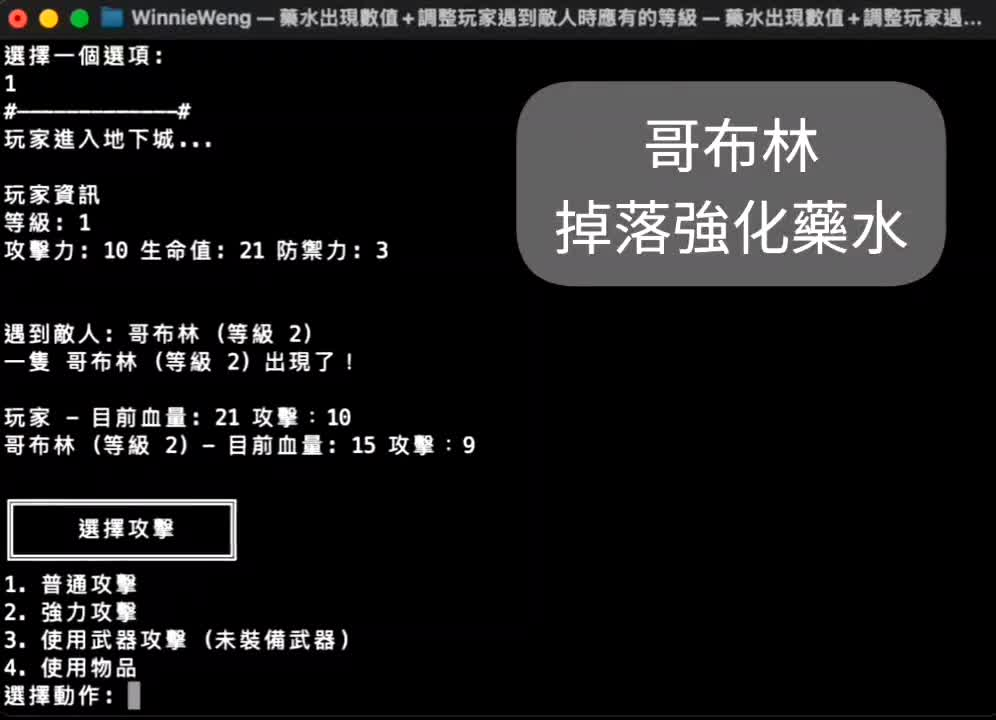 WinnieWeng — 藥水出現數值＋調整玩家遇到敵人時應有的等級 — 藥水出現數值＋調整玩家遇...
選擇一個選項:
1
#—————————————#
玩家進入地下城...
玩家資訊
等級: 1
攻擊力: 10 生命值: 21 防禦力: 3
遇到敵人: 哥布林 (等級 2)
一隻 哥布林 (等級 2) 出現了！
玩家 - 目前血量: 21 攻擊：10
哥布林 (等級 2) - 目前血量: 15 攻擊：9
選擇攻擊
1. 普通攻擊
2. 強力攻擊
3. 使用武器攻擊 (未裝備武器)
4. 使用物品
選擇動作:
哥布林
掉落強化藥水